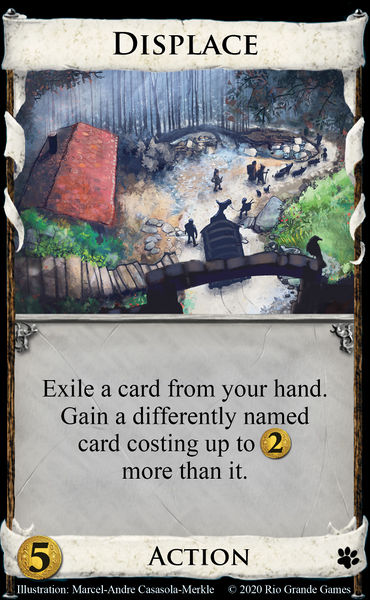 DISPLACE
Exile a card from your hand.
Gain a differently named
card costing up to 2
more than it.
5 ACTION
Illustration: Marcel-Andre Casasola-Merkle © 2020 Rio Grande Games